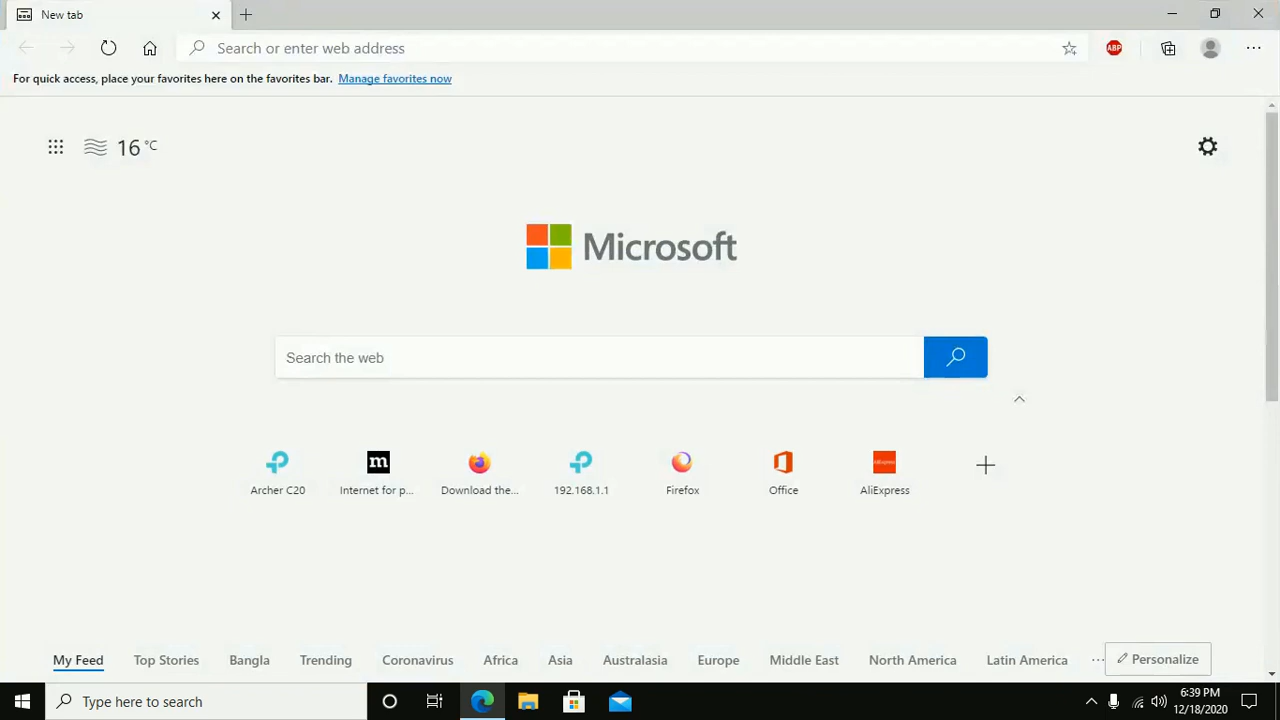 New tab
Search or enter web address
ABP
For quick access, place your favorites here on the favorites bar. Manage favorites now
16 °C
Microsoft
Search the web
m
AliExpress
Archer C20
Internet for p...
Download the...
192.168.1.1
Firefox
Office
AliExpress
My Feed
Top Stories
Bangla
Trending
Coronavirus
Africa
Asia
Australasia
Europe
Middle East
North America
Latin America
...
Personalize
Type here to search
6:39 PM
12/18/2020